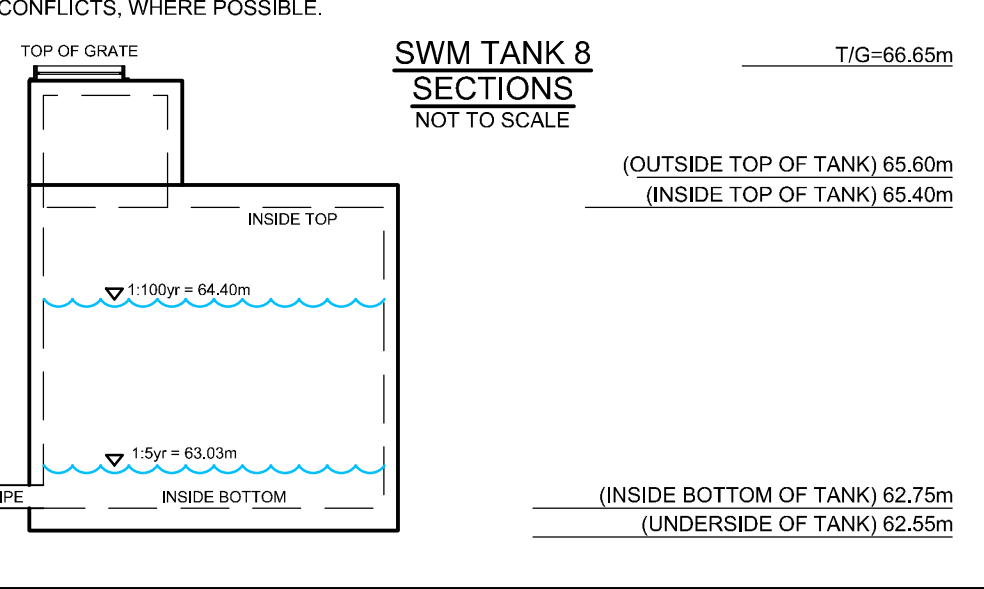 CONFLICTS, WHERE POSSIBLE.
TOP OF GRATE
SWM TANK 8
SECTIONS
NOT TO SCALE
T/G=66.65m
(OUTSIDE TOP OF TANK) 65.60m
(INSIDE TOP OF TANK) 65.40m
INSIDE TOP
1:100yr = 64.40m
1:5yr = 63.03m
IPE
INSIDE BOTTOM
(INSIDE BOTTOM OF TANK) 62.75m
(UNDERSIDE OF TANK) 62.55m